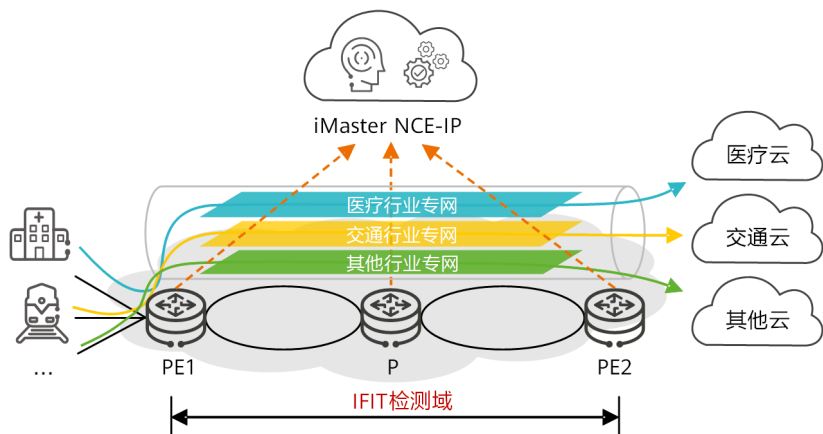 iMaster NCE-IP
医疗云
医疗行业专网
交通行业专网
交通云
其他行业专网
其他云
...
PE1
P
PE2
IFIT检测域